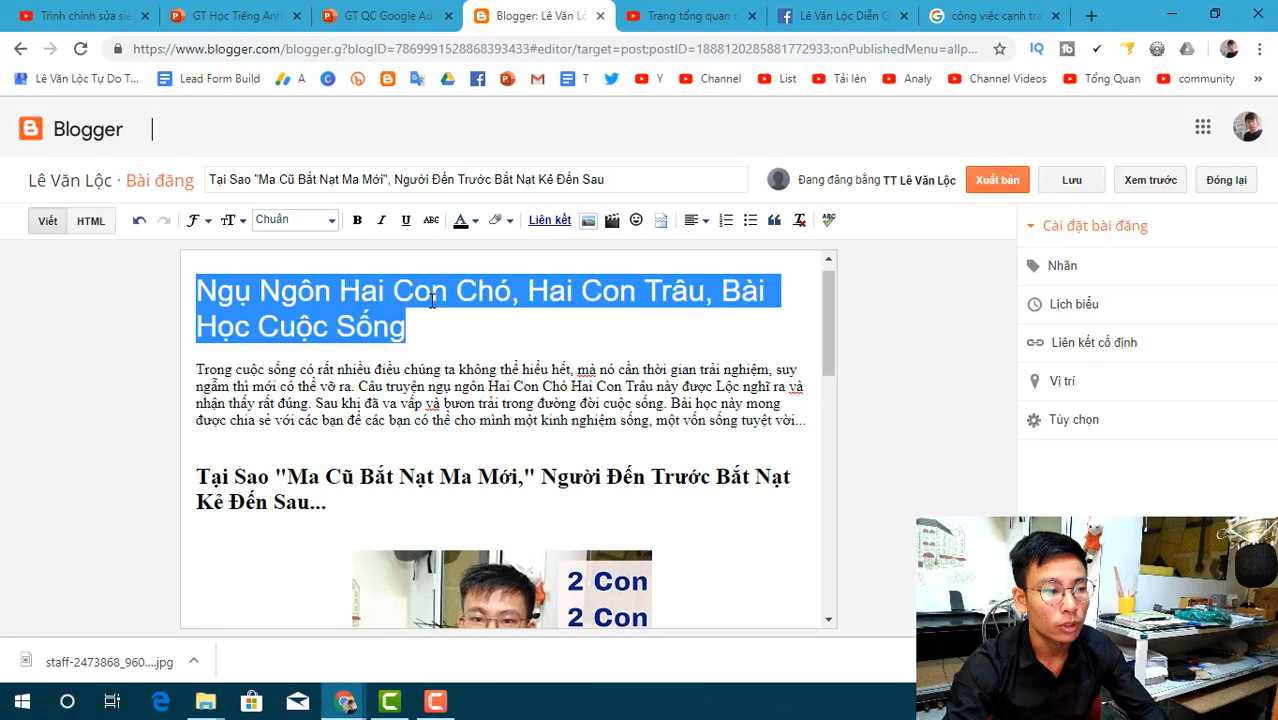 Trình chỉnh sửa siê
GT Học Tiếng Anh
GT QC Google Ad
Blogger: Lê Văn Lộ
Trang tổng quan c
Lê Văn Lộc Diễn G
công việc cạnh tra
https://www.blogger.com/blogger.g?blogID=7869991528868393433#editor/target=post;postID=1888120285881772933;onPublishedMenu=allp...
Lê Văn Lộc Tự Do T...
Lead Form Build
T
Y
Channel
List
Tải lên
Analy
Channel Videos
Tổng Quan
community
Blogger
Lê Văn Lộc · Bài đăng
Tại Sao "Ma Cũ Bắt Nạt Ma Mới", Người Đến Trước Bắt Nạt Kẻ Đến Sau
Đang đăng bằng TT Lê Văn Lộc
Xuất bản
Lưu
Xem trước
Đóng lại
Viết
HTML
Chuẩn
B I U ABC A
Liên kết
Cài đặt bài đăng
Nhãn
Lịch biểu
Liên kết cố định
Vị trí
Tùy chọn
Ngụ Ngôn Hai Con Chó, Hai Con Trâu, Bài
Học Cuộc Sống
Trong cuộc sống có rất nhiều điều chúng ta không thể hiểu hết, mà nó cần thời gian trải nghiệm, suy
ngẫm thì mới có thể vỡ ra. Câu truyện ngụ ngôn Hai Con Chó Hai Con Trâu này được Lộc nghĩ ra và
nhận thấy rất đúng. Sau khi đã va vấp và bươn trải trong đường đời cuộc sống. Bài học này mong
được chia sẻ với các bạn để các bạn có thể cho mình một kinh nghiệm sống, một vốn sống tuyệt vời...
Tại Sao "Ma Cũ Bắt Nạt Ma Mới," Người Đến Trước Bắt Nạt
Kẻ Đến Sau...
2 Con
2 Con
staff-2473868_960....jpg